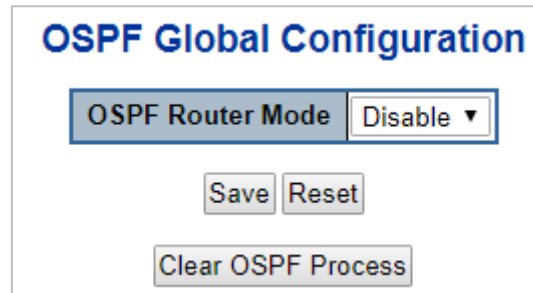 OSPF Global Configuration
OSPF Router Mode Disable
Save Reset
Clear OSPF Process